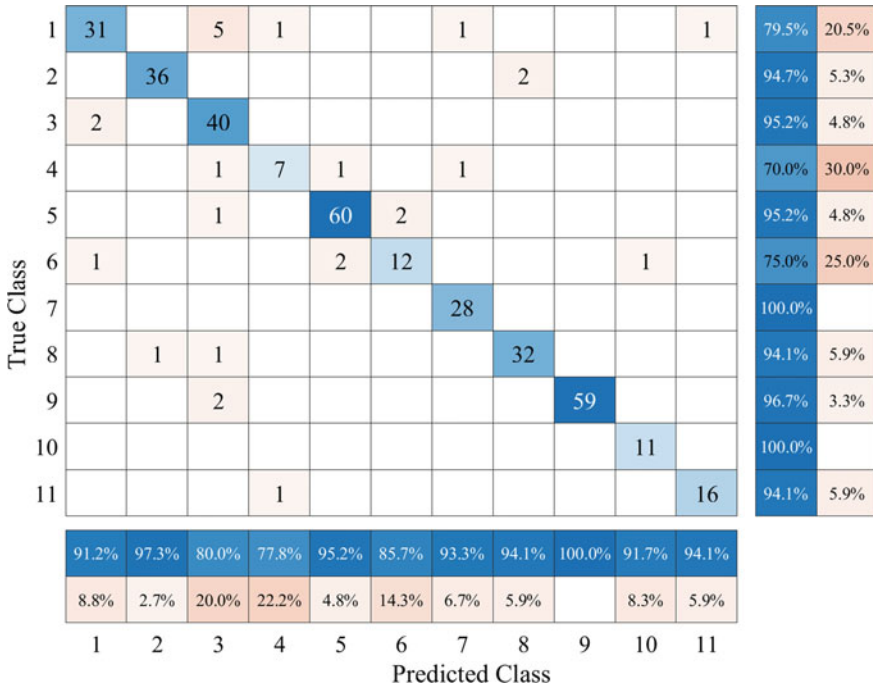 1 31 5 1 1 1 79.5% 20.5%
2 36 2 94.7% 5.3%
3 2 40 95.2% 4.8%
4 1 7 1 1 70.0% 30.0%
5 1 60 2 95.2% 4.8%
6 1 2 12 1 75.0% 25.0%
7 28 100.0%
8 1 1 32 94.1% 5.9%
9 2 59 96.7% 3.3%
10 11 100.0%
11 1 16 94.1% 5.9%
True Class
91.2% 97.3% 80.0% 77.8% 95.2% 85.7% 93.3% 94.1% 100.0% 91.7% 94.1%
8.8% 2.7% 20.0% 22.2% 4.8% 14.3% 6.7% 5.9% 8.3% 5.9%
1 2 3 4 5 6 7 8 9 10 11
Predicted Class